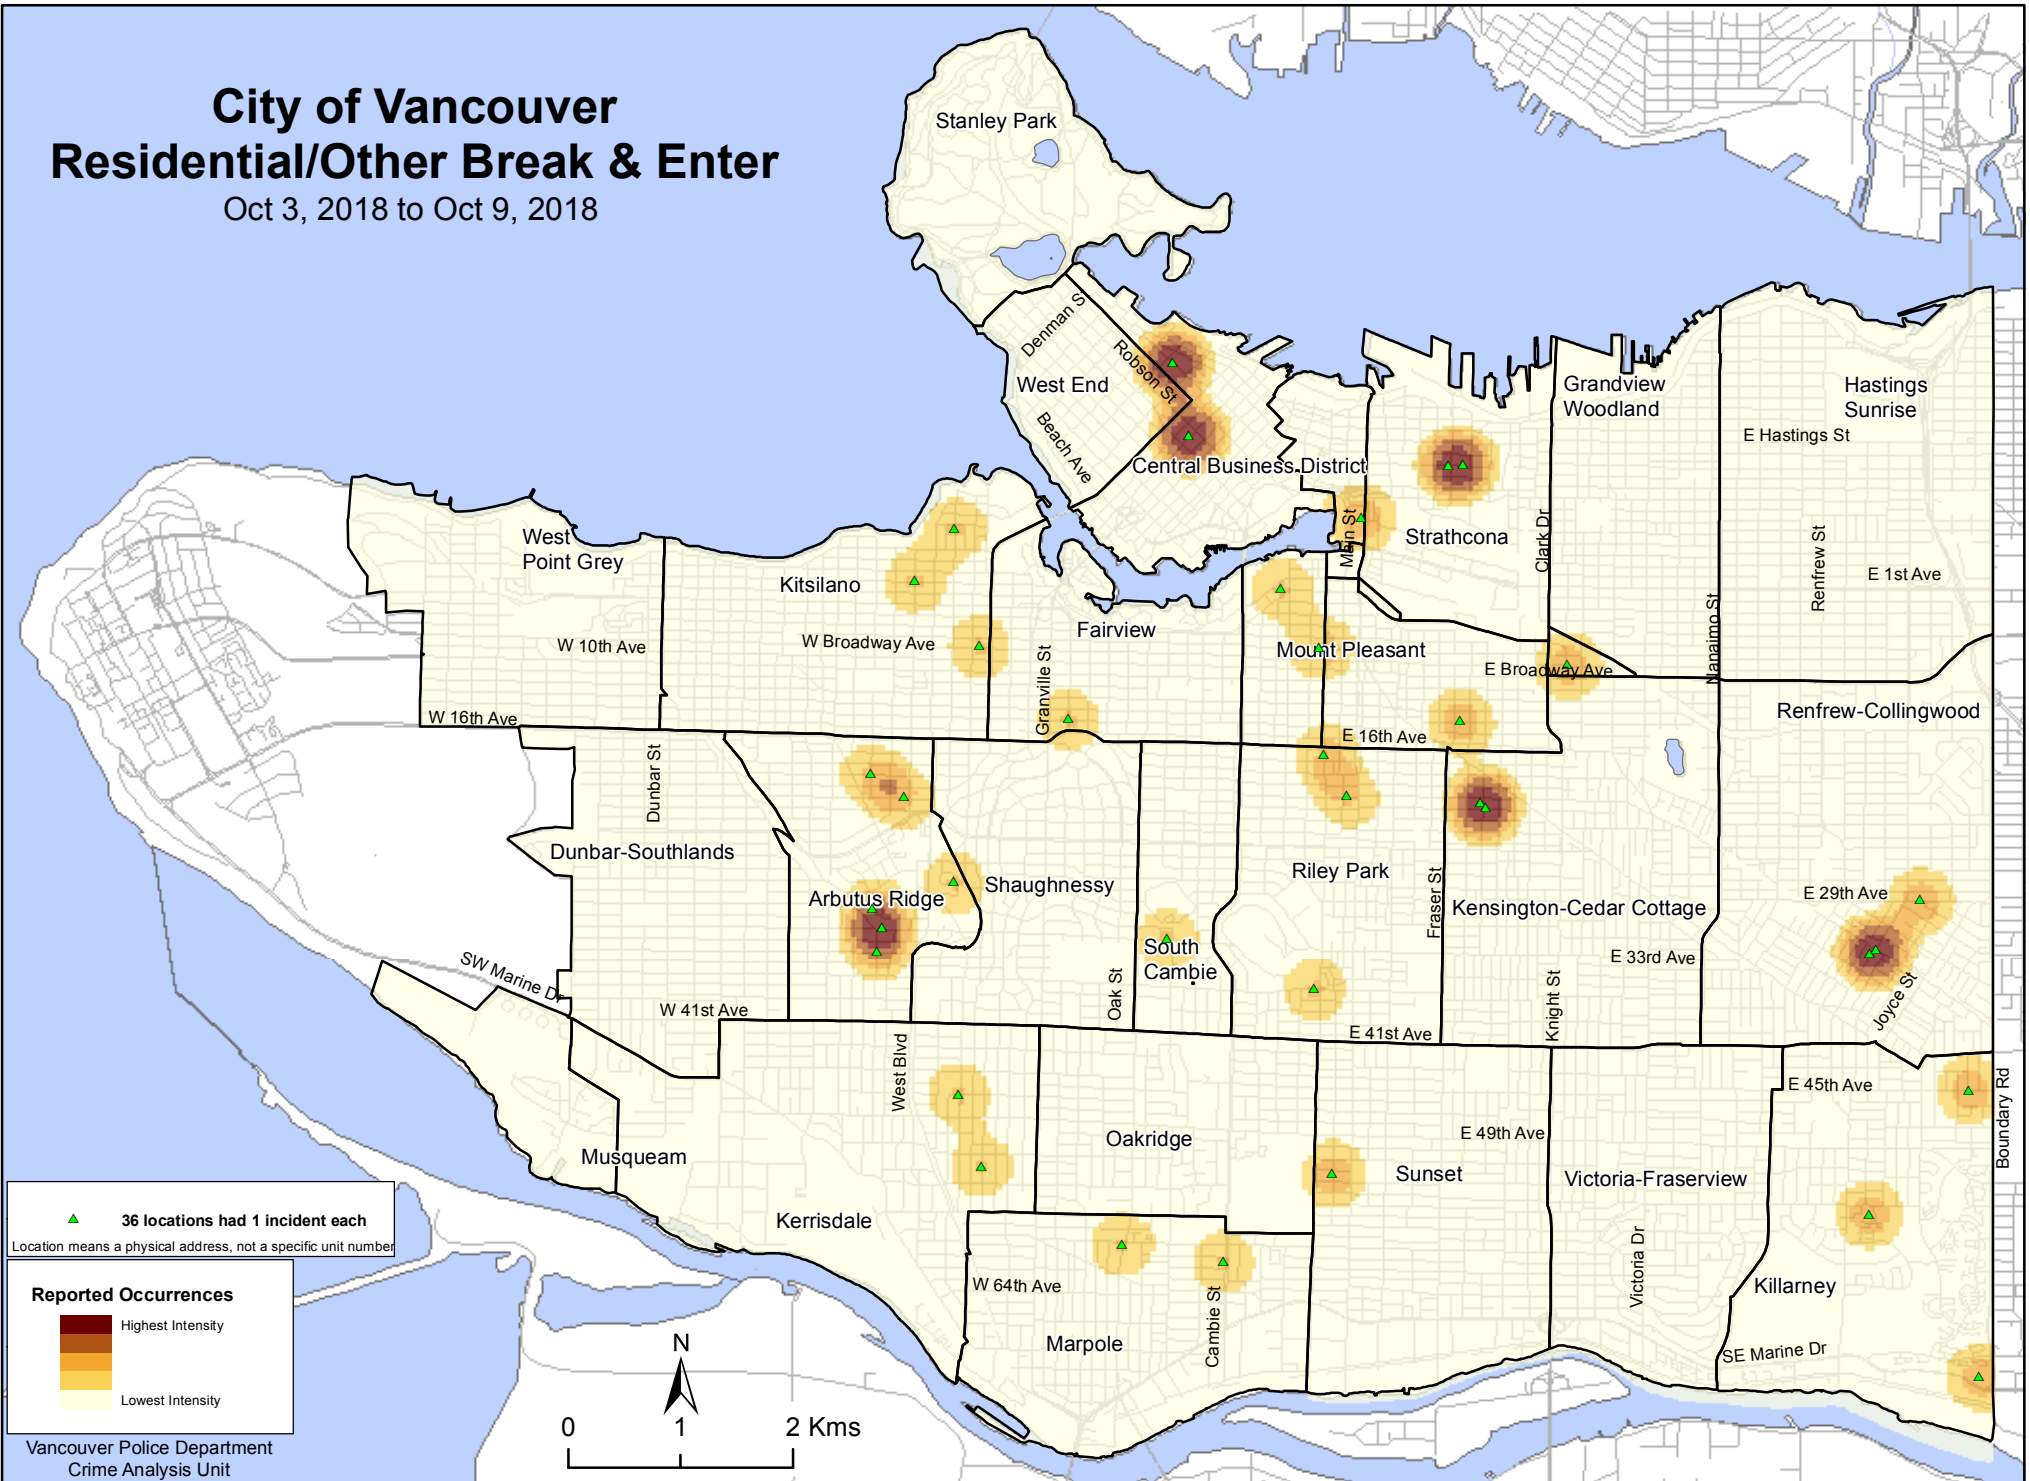 City of Vancouver
Residential/Other Break & Enter
Oct 3, 2018 to Oct 9, 2018
Stanley Park
Denman S
Robson St
West End
Beach Ave
Central Business District
Grandview
Woodland
Hastings
Sunrise
E Hastings St
Main St
Strathcona
Clark Dr
Nanaimo St
Renfrew St
E 1st Ave
West
Point Grey
Kitsilano
W 10th Ave
W Broadway Ave
Fairview
Granville St
Mount Pleasant
E Broadway Ave
W 16th Ave
E 16th Ave
Renfrew-Collingwood
Dunbar St
Dunbar-Southlands
Arbutus Ridge
Shaughnessy
Riley Park
Fraser St
Kensington-Cedar Cottage
E 29th Ave
South
Cambie
E 33rd Ave
SW Marine Dr
W 41st Ave
Oak St
Knight St
Joyce St
E 41st Ave
West Blvd
E 45th Ave
Boundary Rd
Oakridge
E 49th Ave
Musqueam
Sunset
Victoria-Fraserview
Kerrisdale
W 64th Ave
Cambie St
Victoria Dr
Killarney
Marpole
SE Marine Dr
36 locations had 1 incident each
Location means a physical address, not a specific unit number
Reported Occurrences
Highest Intensity
Lowest Intensity
N
0 1 2 Kms
Vancouver Police Department
Crime Analysis Unit